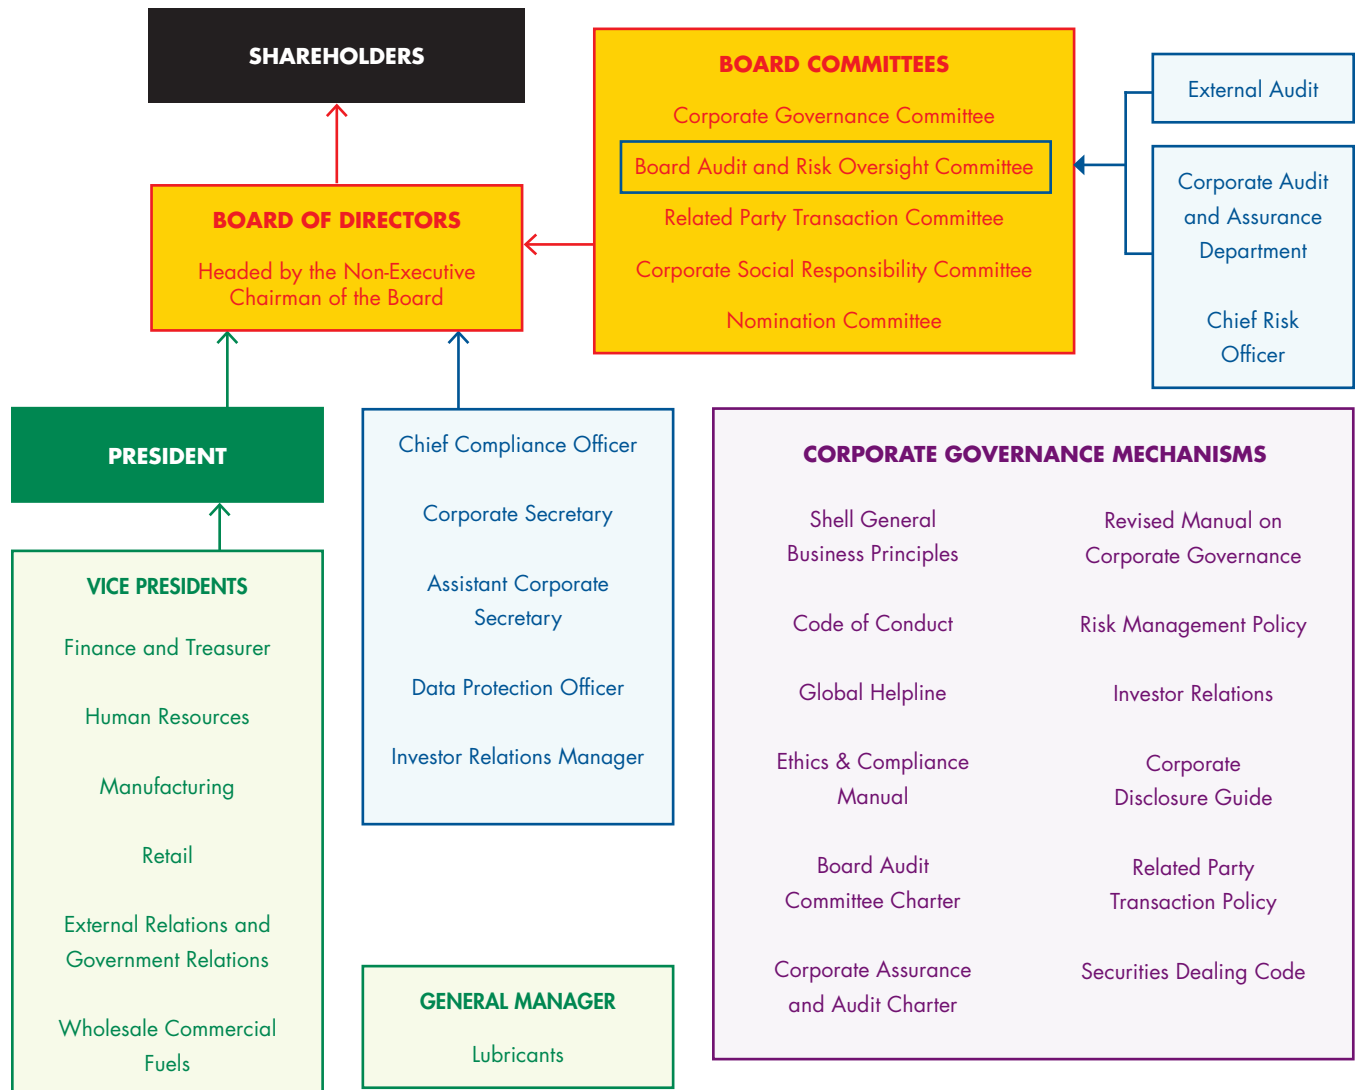 SHAREHOLDERS
BOARD OF DIRECTORS
Headed by the Non-Executive
Chairman of the Board
BOARD COMMITTEES
Corporate Governance Committee
Board Audit and Risk Oversight Committee
Related Party Transaction Committee
Corporate Social Responsibility Committee
Nomination Committee
External Audit
Corporate Audit
and Assurance
Department
Chief Risk
Officer
PRESIDENT
VICE PRESIDENTS
Finance and Treasurer
Human Resources
Manufacturing
Retail
External Relations and
Government Relations
Wholesale Commercial
Fuels
Chief Compliance Officer
Corporate Secretary
Assistant Corporate
Secretary
Data Protection Officer
Investor Relations Manager
GENERAL MANAGER
Lubricants
CORPORATE GOVERNANCE MECHANISMS
Shell General
Business Principles
Code of Conduct
Global Helpline
Ethics & Compliance
Manual
Board Audit
Committee Charter
Corporate Assurance
and Audit Charter
Revised Manual on
Corporate Governance
Risk Management Policy
Investor Relations
Corporate
Disclosure Guide
Related Party
Transaction Policy
Securities Dealing Code